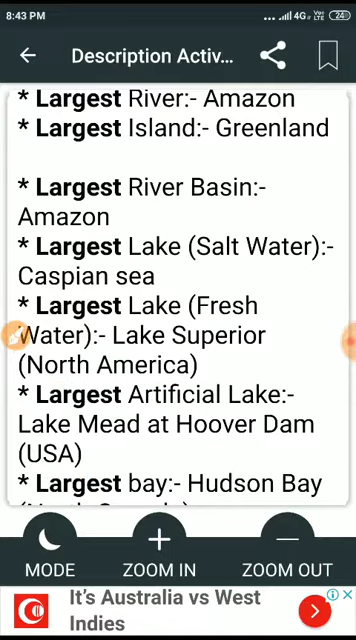 8:43 PM ... 4G Vo LTE 24
Description Activ...
* Largest River:- Amazon
* Largest Island:- Greenland
* Largest River Basin:-
Amazon
* Largest Lake (Salt Water):-
Caspian sea
* Largest Lake (Fresh
Water):- Lake Superior
(North America)
* Largest Artificial Lake:-
Lake Mead at Hoover Dam
(USA)
* Largest bay:- Hudson Bay
MODE ZOOM IN ZOOM OUT
It's Australia vs West
Indies